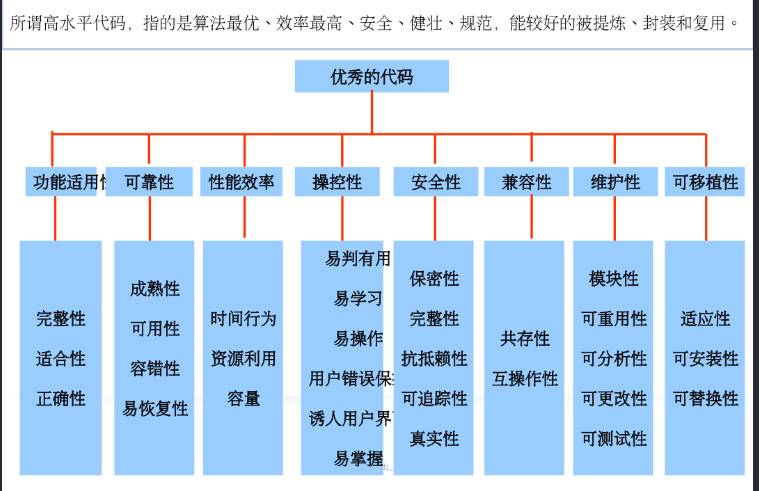 所谓高水平代码，指的是算法最优、效率最高、安全、健壮、规范，能较好的被提炼、封装和复用。
优秀的代码
功能适用
可靠性
性能效率
操控性
安全性
兼容性
维护性
可移植性
完整性
适合性
正确性
成熟性
可用性
容错性
易恢复性
时间行为
资源利用
容量
易判有用
易学习
易操作
用户错误保
诱人用户界
易掌握
保密性
完整性
抗抵赖性
可追踪性
真实性
共存性
互操作性
模块性
可重用性
可分析性
可更改性
可测试性
适应性
可安装性
可替换性